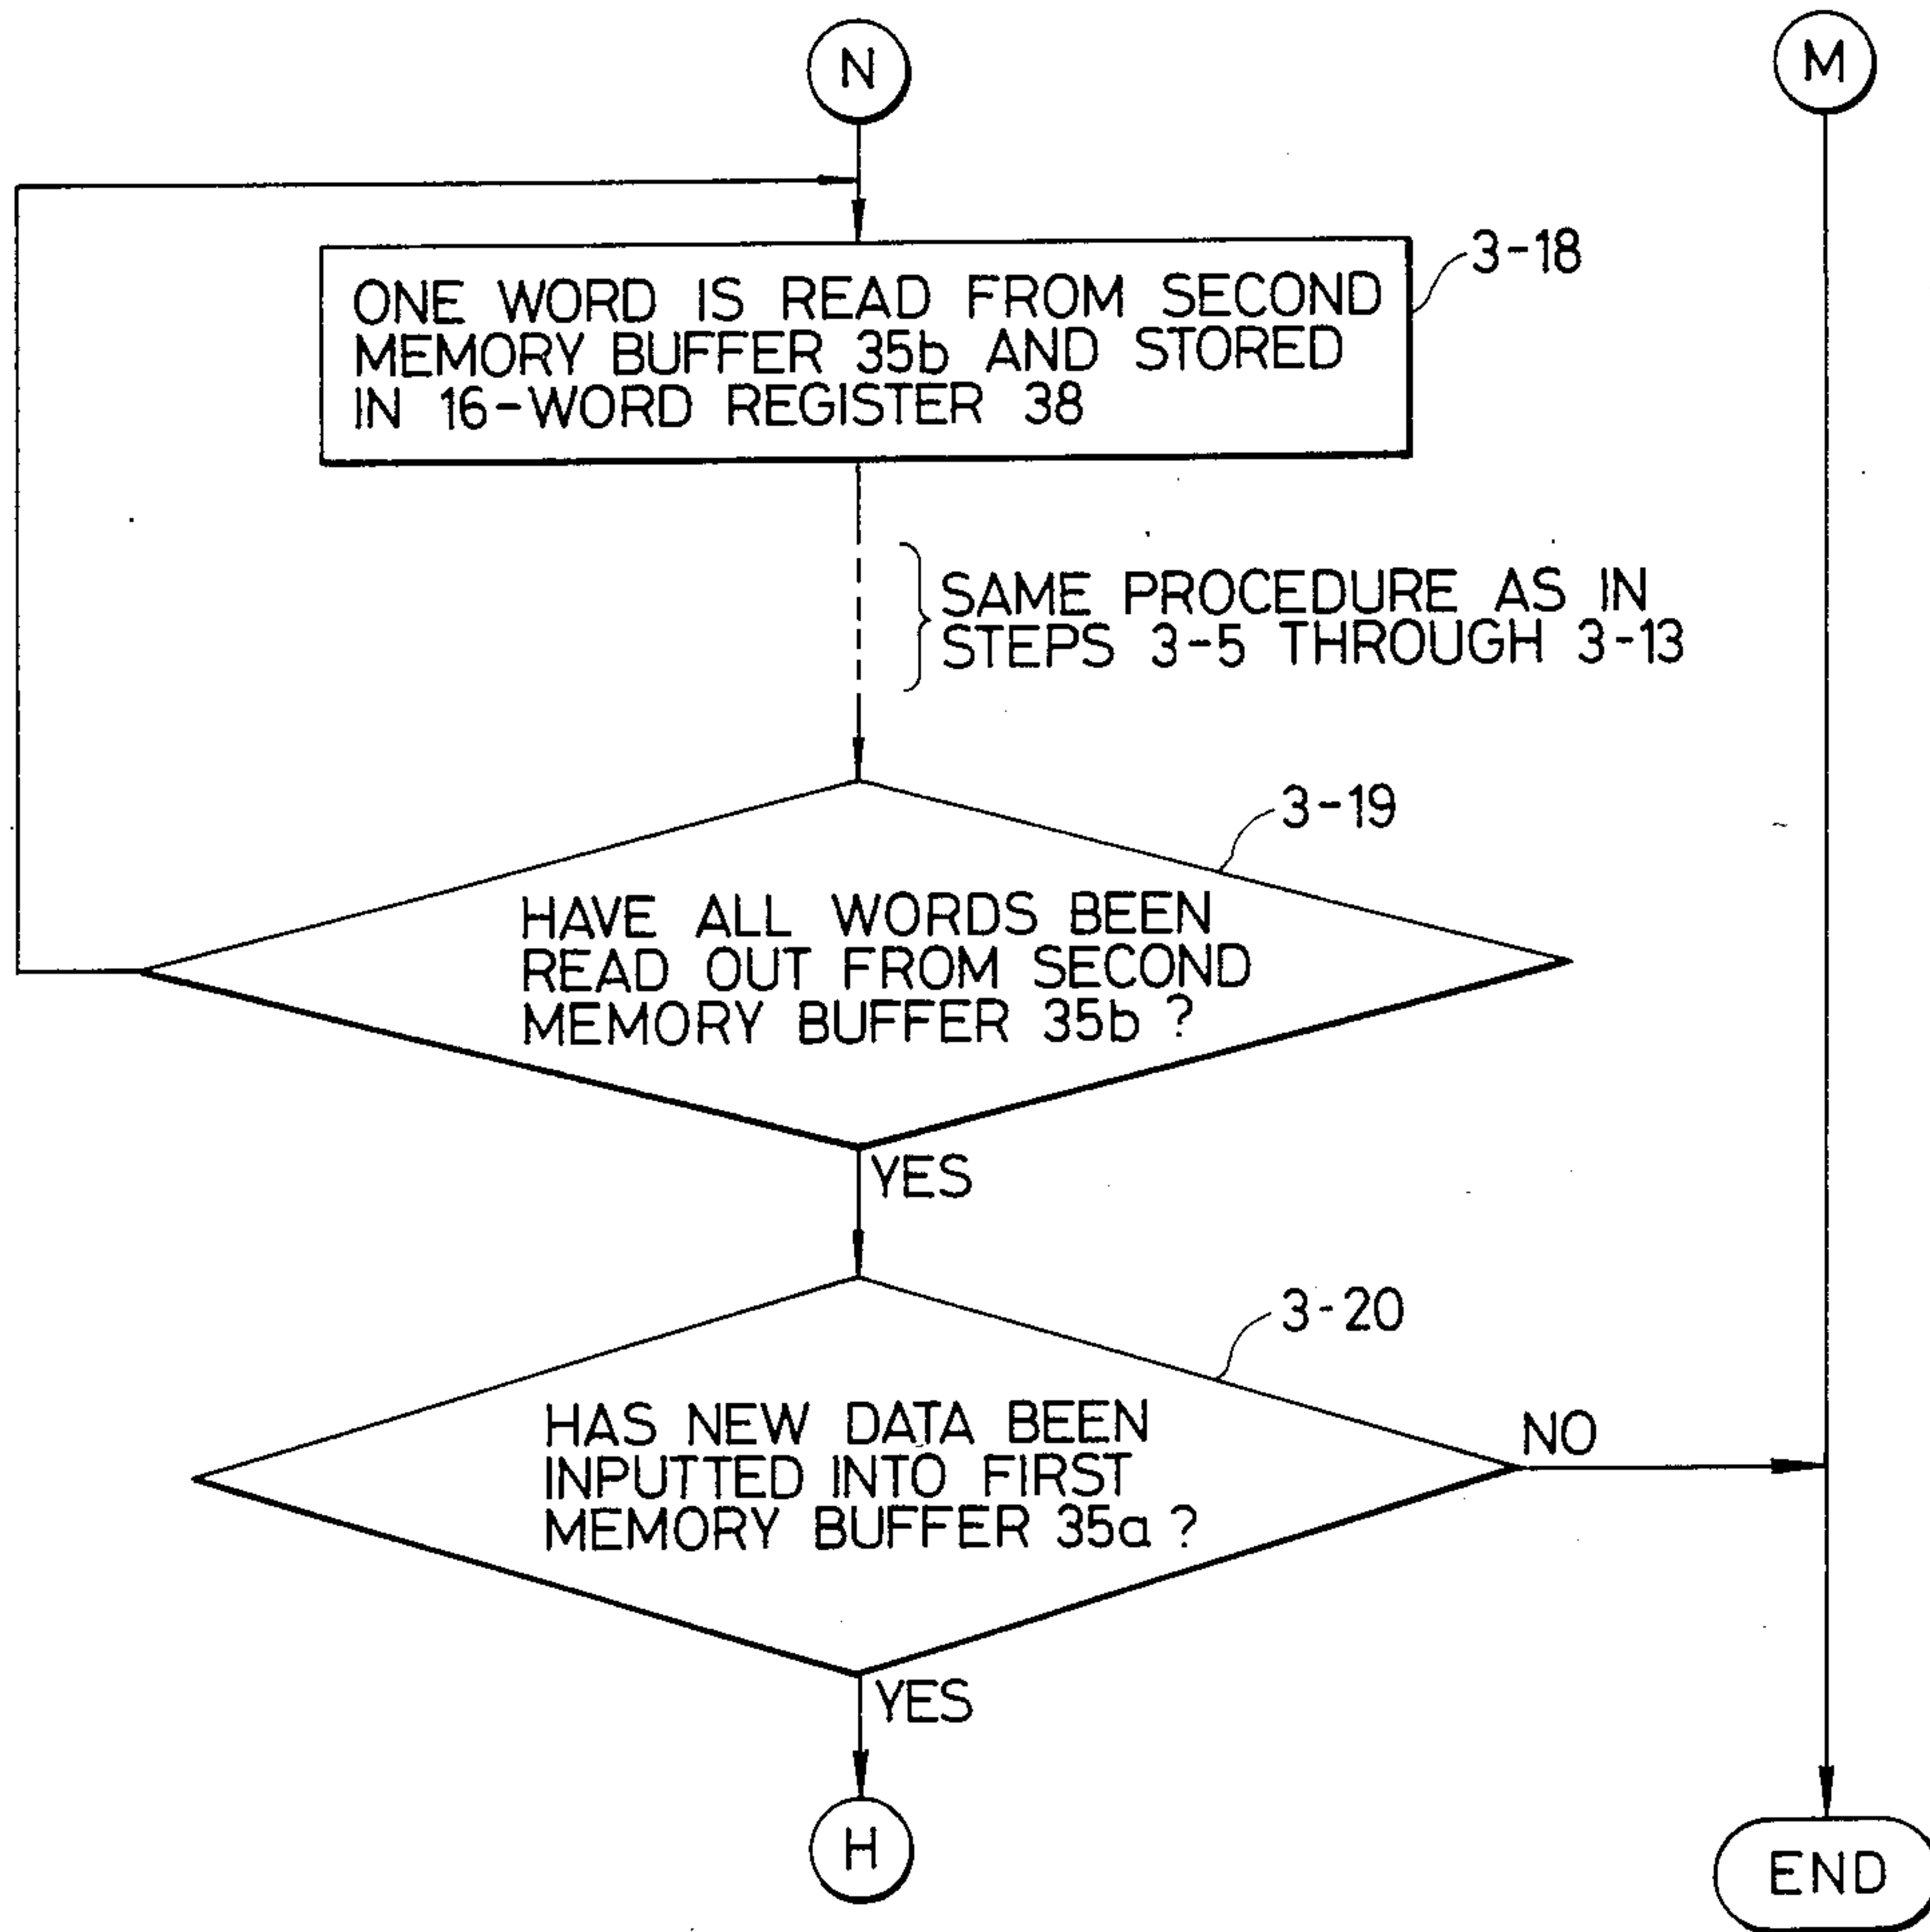 N
M
3-18
ONE WORD IS READ FROM SECOND
MEMORY BUFFER 35b AND STORED
IN 16-WORD REGISTER 38
SAME PROCEDURE AS IN
STEPS 3-5 THROUGH 3-13
3-19
HAVE ALL WORDS BEEN
READ OUT FROM SECOND
MEMORY BUFFER 35b ?
YES
3-20
HAS NEW DATA BEEN
INPUTTED INTO FIRST
MEMORY BUFFER 35a ?
NO
YES
H
END